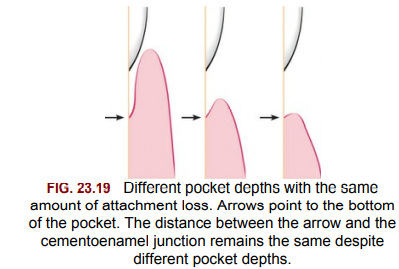 FIG. 23.19 Different pocket depths with the same
amount of attachment loss. Arrows point to the bottom
of the pocket. The distance between the arrow and the
cementoenamel junction remains the same despite
different pocket depths.